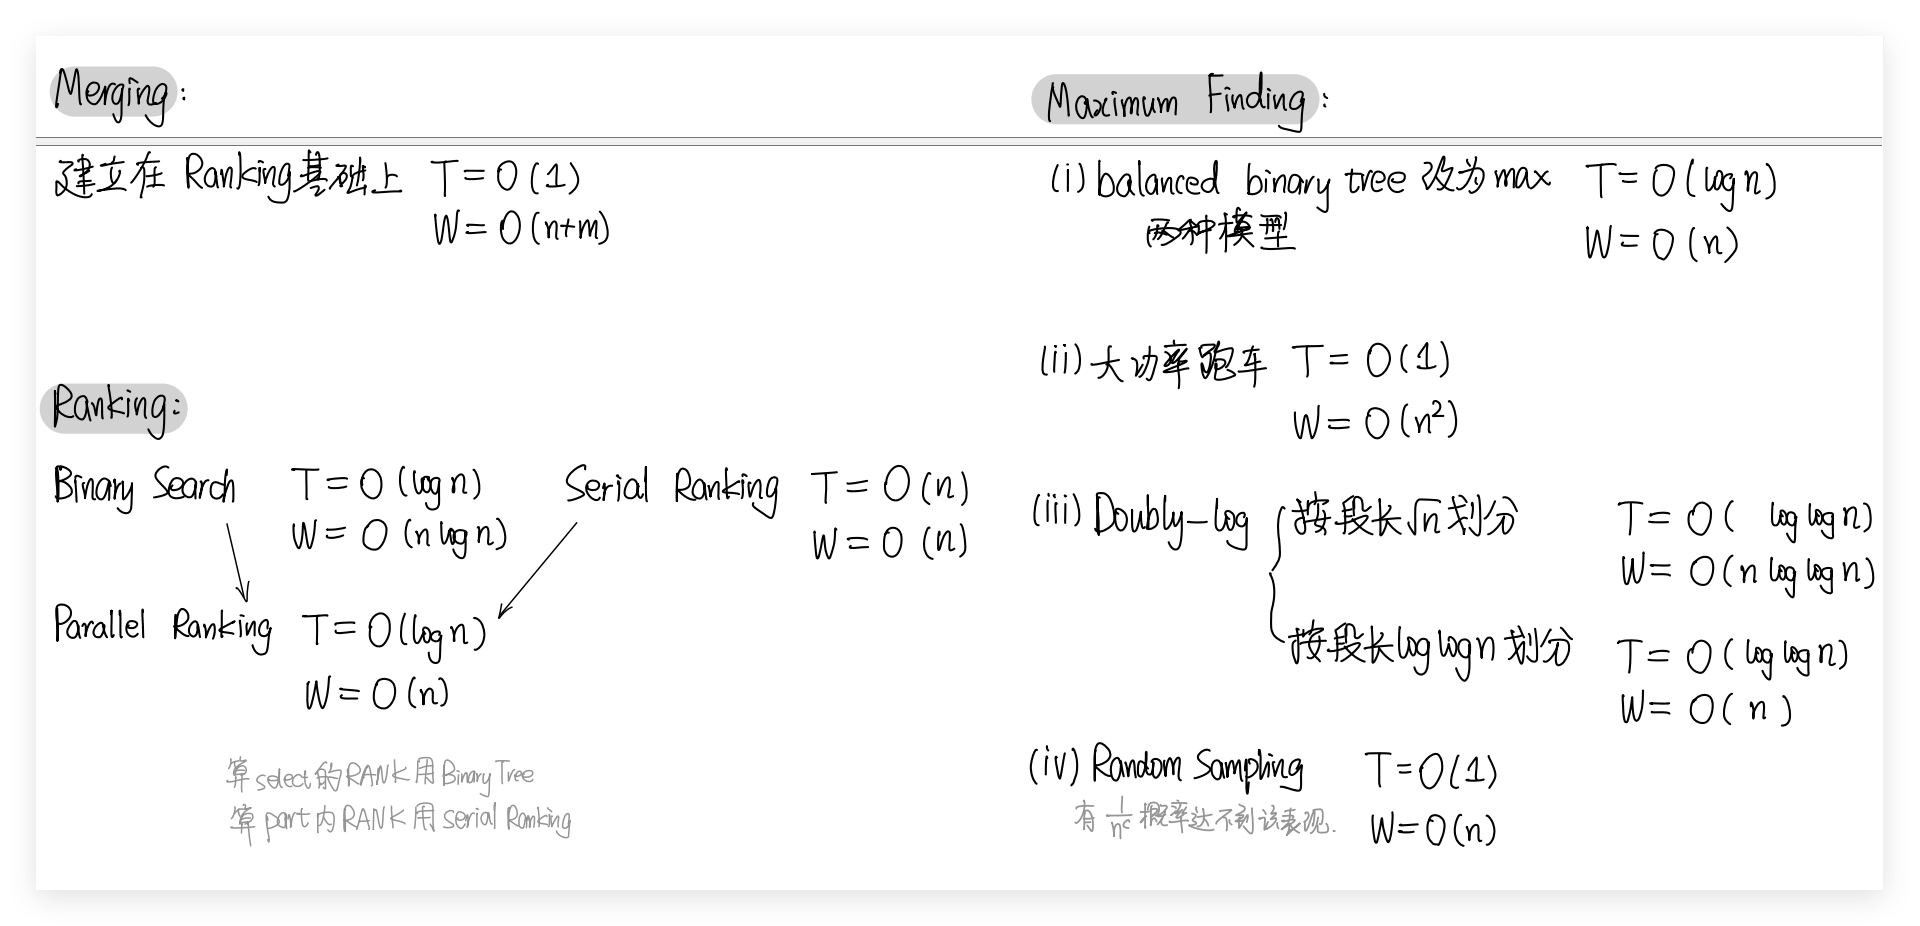 Merging:
建立在 Ranking基础上 T = O(1)
W = O(n+m)
Ranking:
Binary Search T = O(log n)
W = O(n log n)
Serial Ranking T = O(n)
W = O(n)
Parallel Ranking T = O(log n)
W = O(n)
算select的RANK用Binary Tree
算part内RANK用Serial Ranking
Maximum Finding:
(i) balanced binary tree 改为max T = O(log n)
两种模型 W = O(n)
(ii) 大功率跑车 T = O(1)
W = O(n²)
(iii) Doubly-log
按段长√n划分 T = O( log log n)
W = O(n log log n)
按段长log log n划分 T = O(log log n)
W = O( n )
(iv) Random Sampling T = O(1)
有 1/n^c 概率达不到该表现. W = O(n)